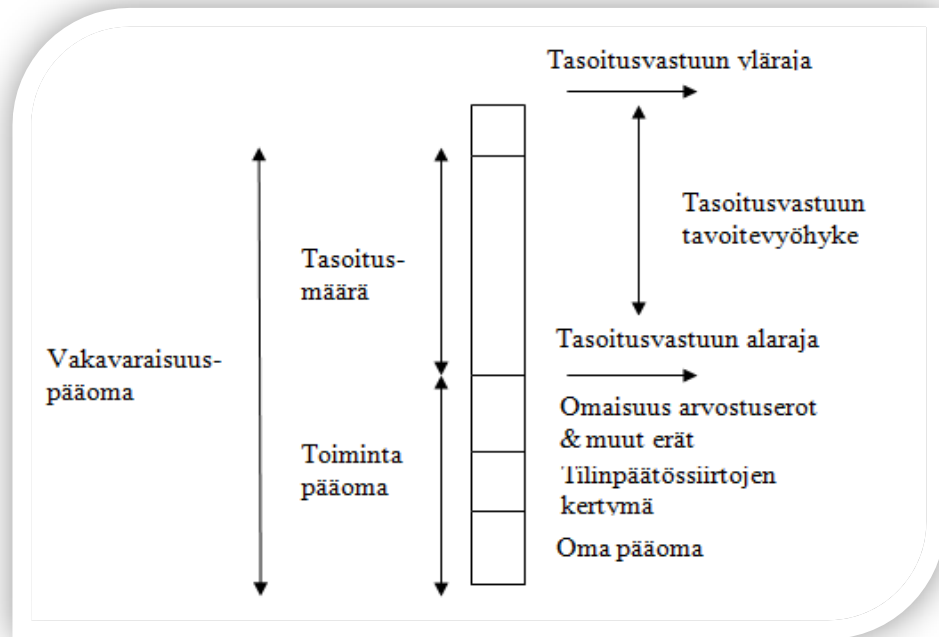 Tasoitusvastuun yläraja
Tasoitusvastuun
tavoitevyöhyke
Tasoitus-
määrä
Tasoitusvastuun alaraja
Vakavaraisuus-
pääoma
Omaisuus arvostuserot
& muut erät
Toiminta
pääoma
Tilinpäätössiirtojen
kertymä
Oma pääoma